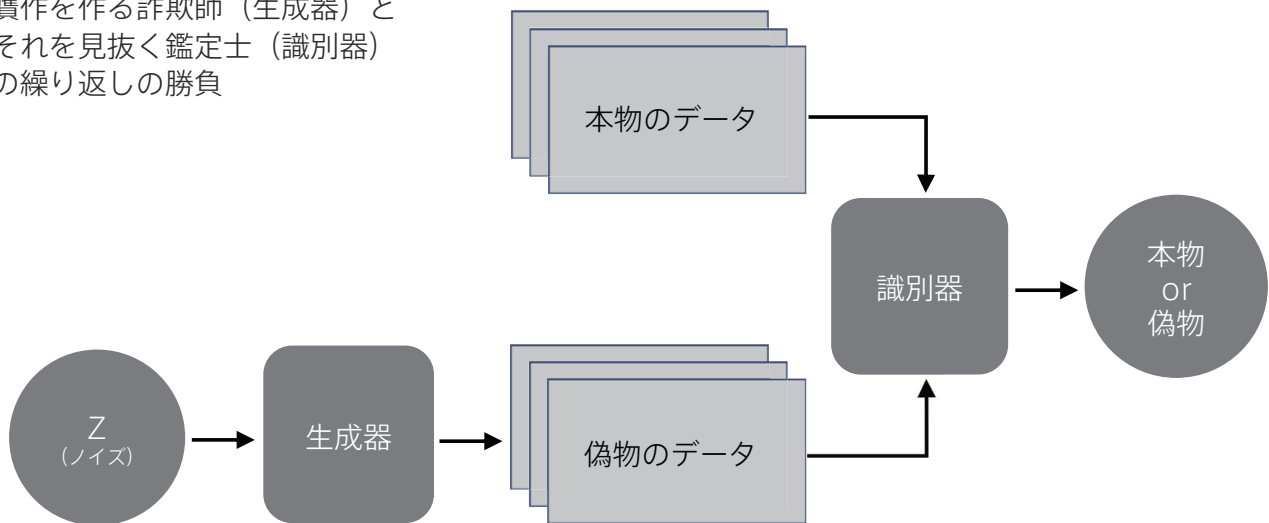 贋作を作る詐欺師（生成器）と
それを見抜く鑑定士（識別器）
の繰り返しの勝負
本物のデータ
識別器
本物
or
偽物
Z
（ノイズ）
生成器
偽物のデータ